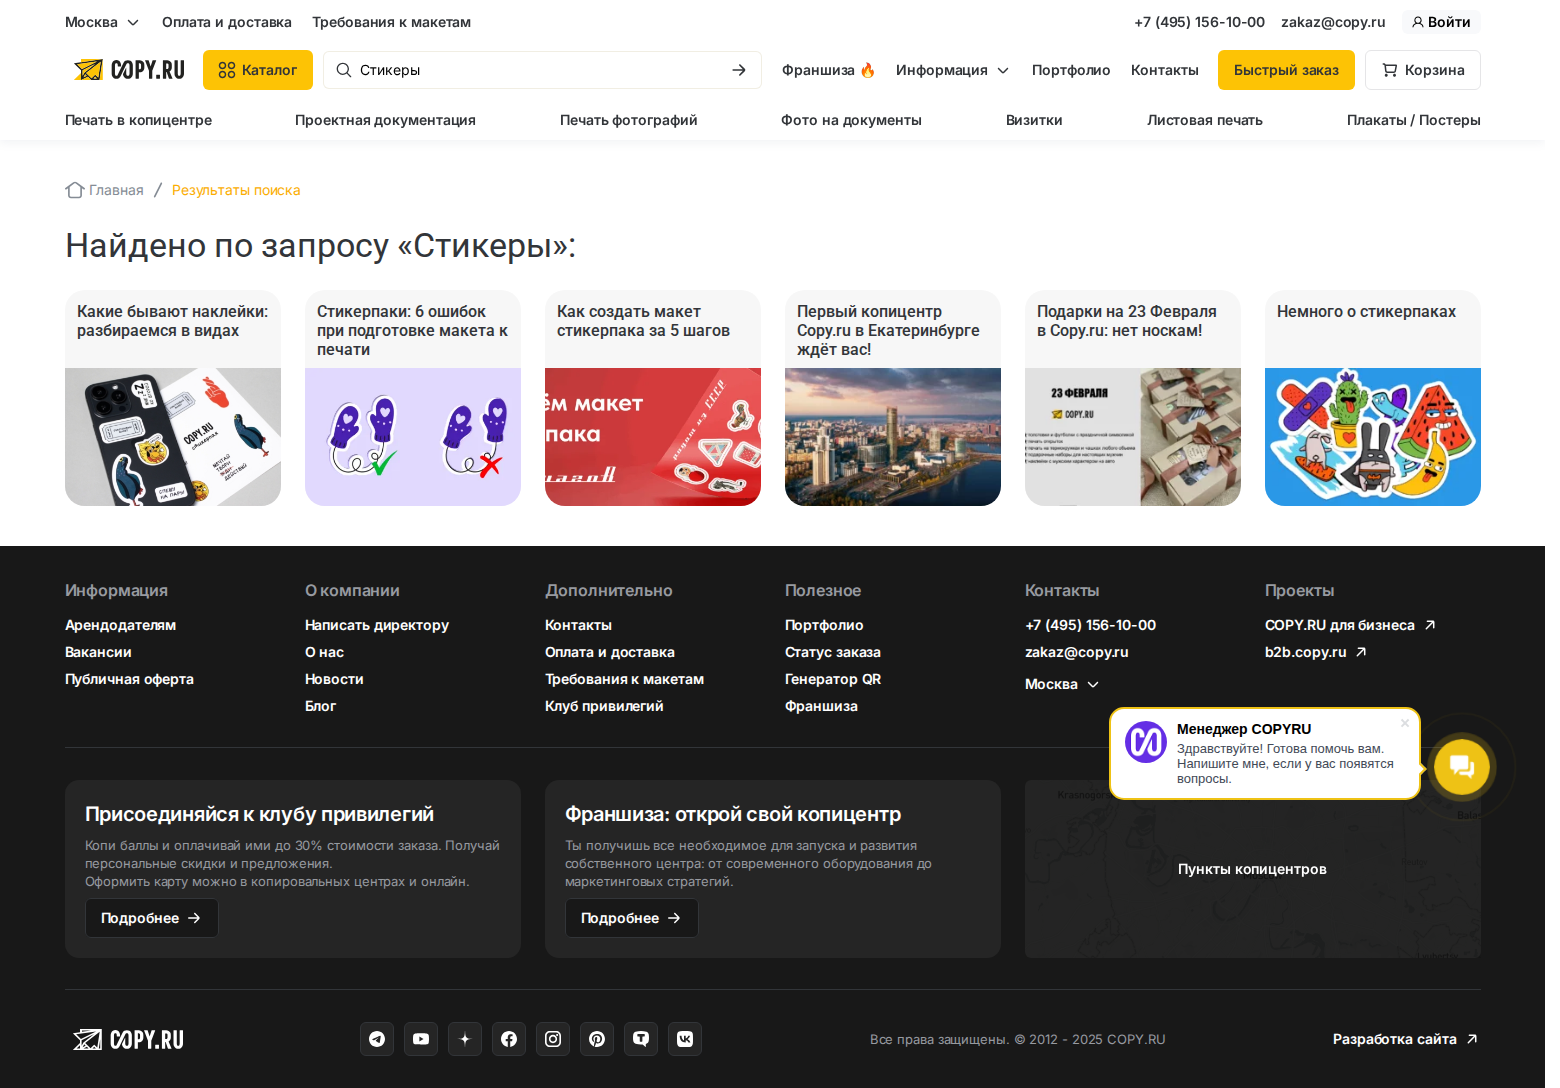 Москва
Оплата и доставка
Требования к макетам
+7 (495) 156-10-00
zakaz@copy.ru
Войти
COPY.RU
Каталог
Стикеры
Франшиза 🔥
Информация
Портфолио
Контакты
Быстрый заказ
Корзина
Печать в копицентре
Проектная документация
Печать фотографий
Фото на документы
Визитки
Листовая печать
Плакаты / Постеры
Главная / Результаты поиска
Найдено по запросу «Стикеры»:
Какие бывают наклейки:
разбираемся в видах
COPY.RU
Стикерпаки: 6 ошибок
при подготовке макета к
печати
Как создать макет
стикерпака за 5 шагов
ём макет
пака
Первый копицентр
Copy.ru в Екатеринбурге
ждёт вас!
Подарки на 23 Февраля
в Copy.ru: нет носкам!
23 ФЕВРАЛЯ
COPY.RU
Немного о стикерпаках
Информация
Арендодателям
Вакансии
Публичная оферта
О компании
Написать директору
О нас
Новости
Блог
Дополнительно
Контакты
Оплата и доставка
Требования к макетам
Клуб привилегий
Полезное
Портфолио
Статус заказа
Генератор QR
Франшиза
Контакты
+7 (495) 156-10-00
zakaz@copy.ru
Москва
Проекты
COPY.RU для бизнеса
b2b.copy.ru
Менеджер COPYRU
Здравствуйте! Готова помочь вам.
Напишите мне, если у вас появятся
вопросы.
Присоединяйся к клубу привилегий
Копи баллы и оплачивай ими до 30% стоимости заказа. Получай
персональные скидки и предложения.
Оформить карту можно в копировальных центрах и онлайн.
Подробнее
Франшиза: открой свой копицентр
Ты получишь все необходимое для запуска и развития
собственного центра: от современного оборудования до
маркетинговых стратегий.
Подробнее
Пункты копицентров
COPY.RU
Все права защищены. © 2012 - 2025 COPY.RU
Разработка сайта